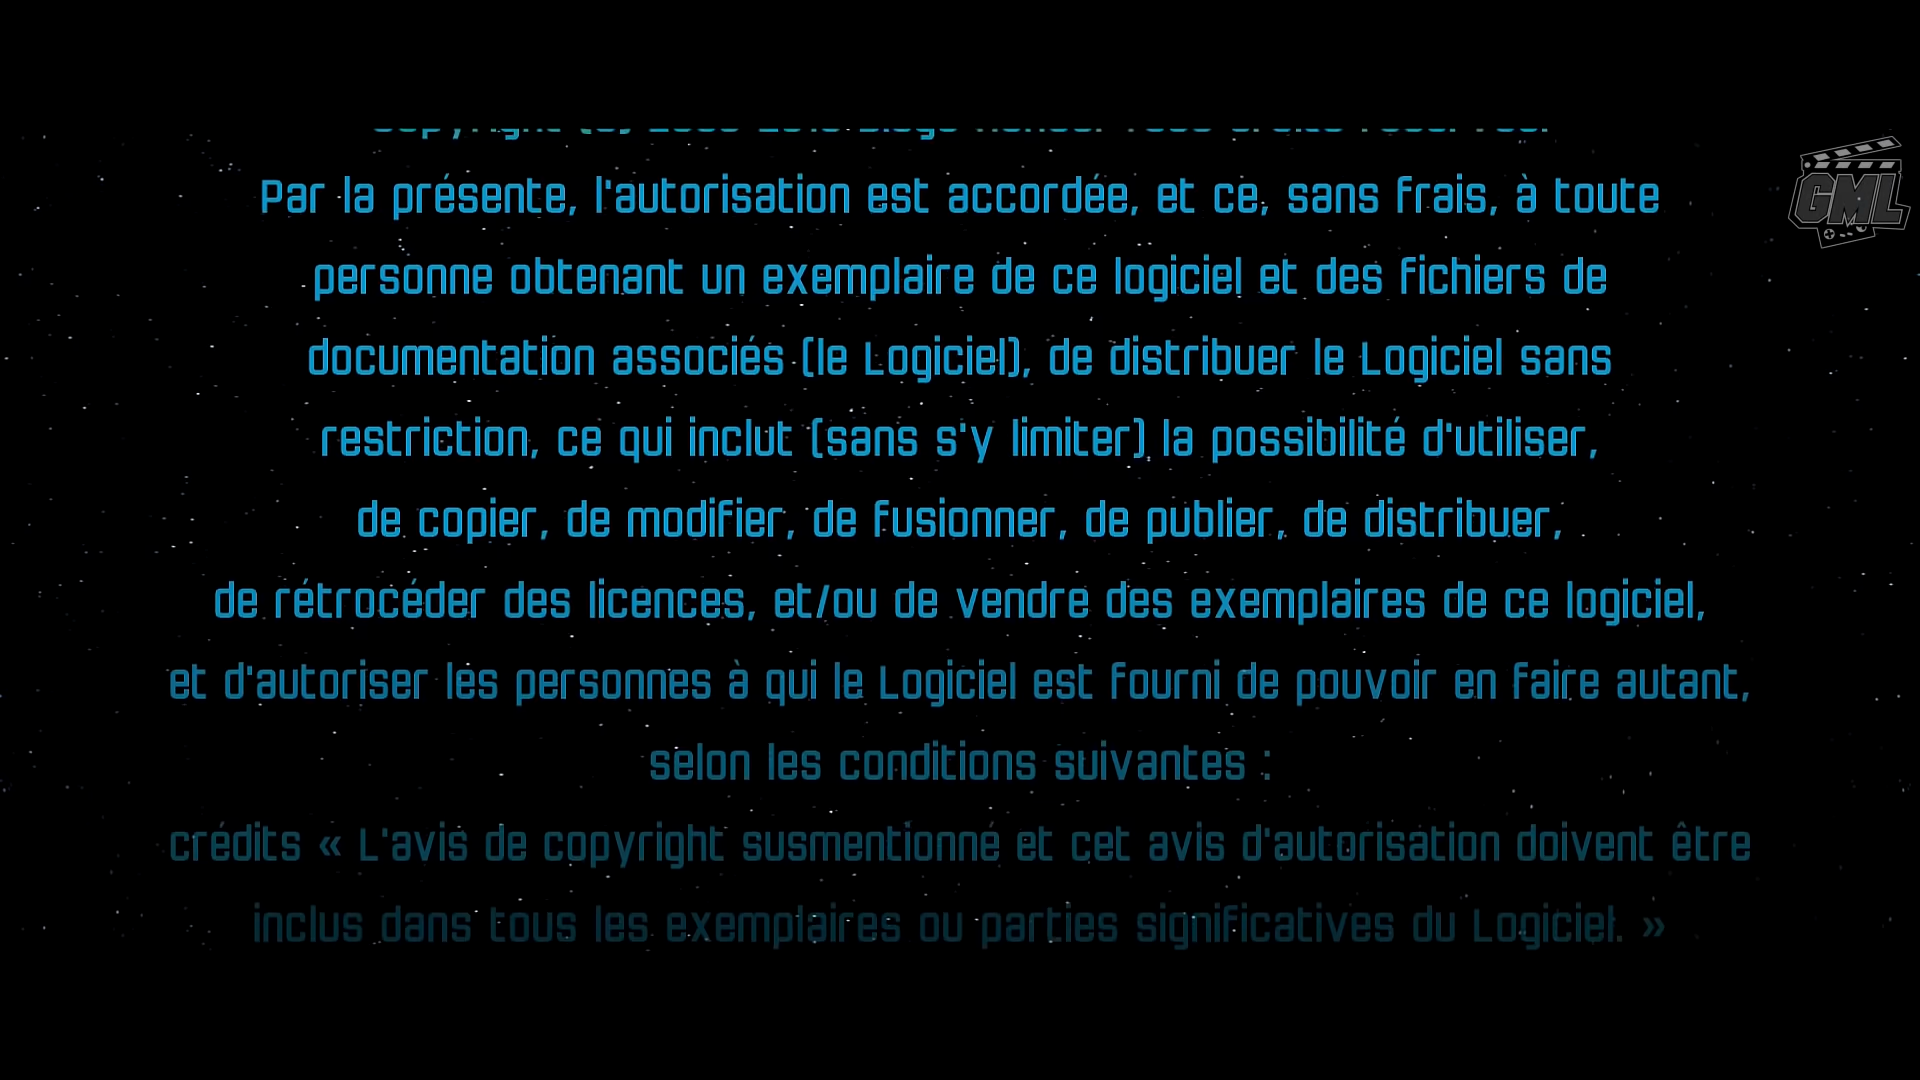 Par la présente, l'autorisation est accordée, et ce, sans frais, à toute
GML
personne obtenant un exemplaire de ce logiciel et des fichiers de
documentation associés (le Logiciel), de distribuer le Logiciel sans
restriction, ce qui inclut (sans s'y limiter) la possibilité d'utiliser,
de copier, de modifier, de fusionner, de publier, de distribuer,
de rétrocéder des licences, et/ou de vendre des exemplaires de ce logiciel,
et d'autoriser les personnes à qui le Logiciel est fourni de pouvoir en faire autant,
selon les conditions suivantes :
crédits « L'avis de copyright susmentionné et cet avis d'autorisation doivent être
inclus dans tous les exemplaires ou parties significatives du Logiciel. »